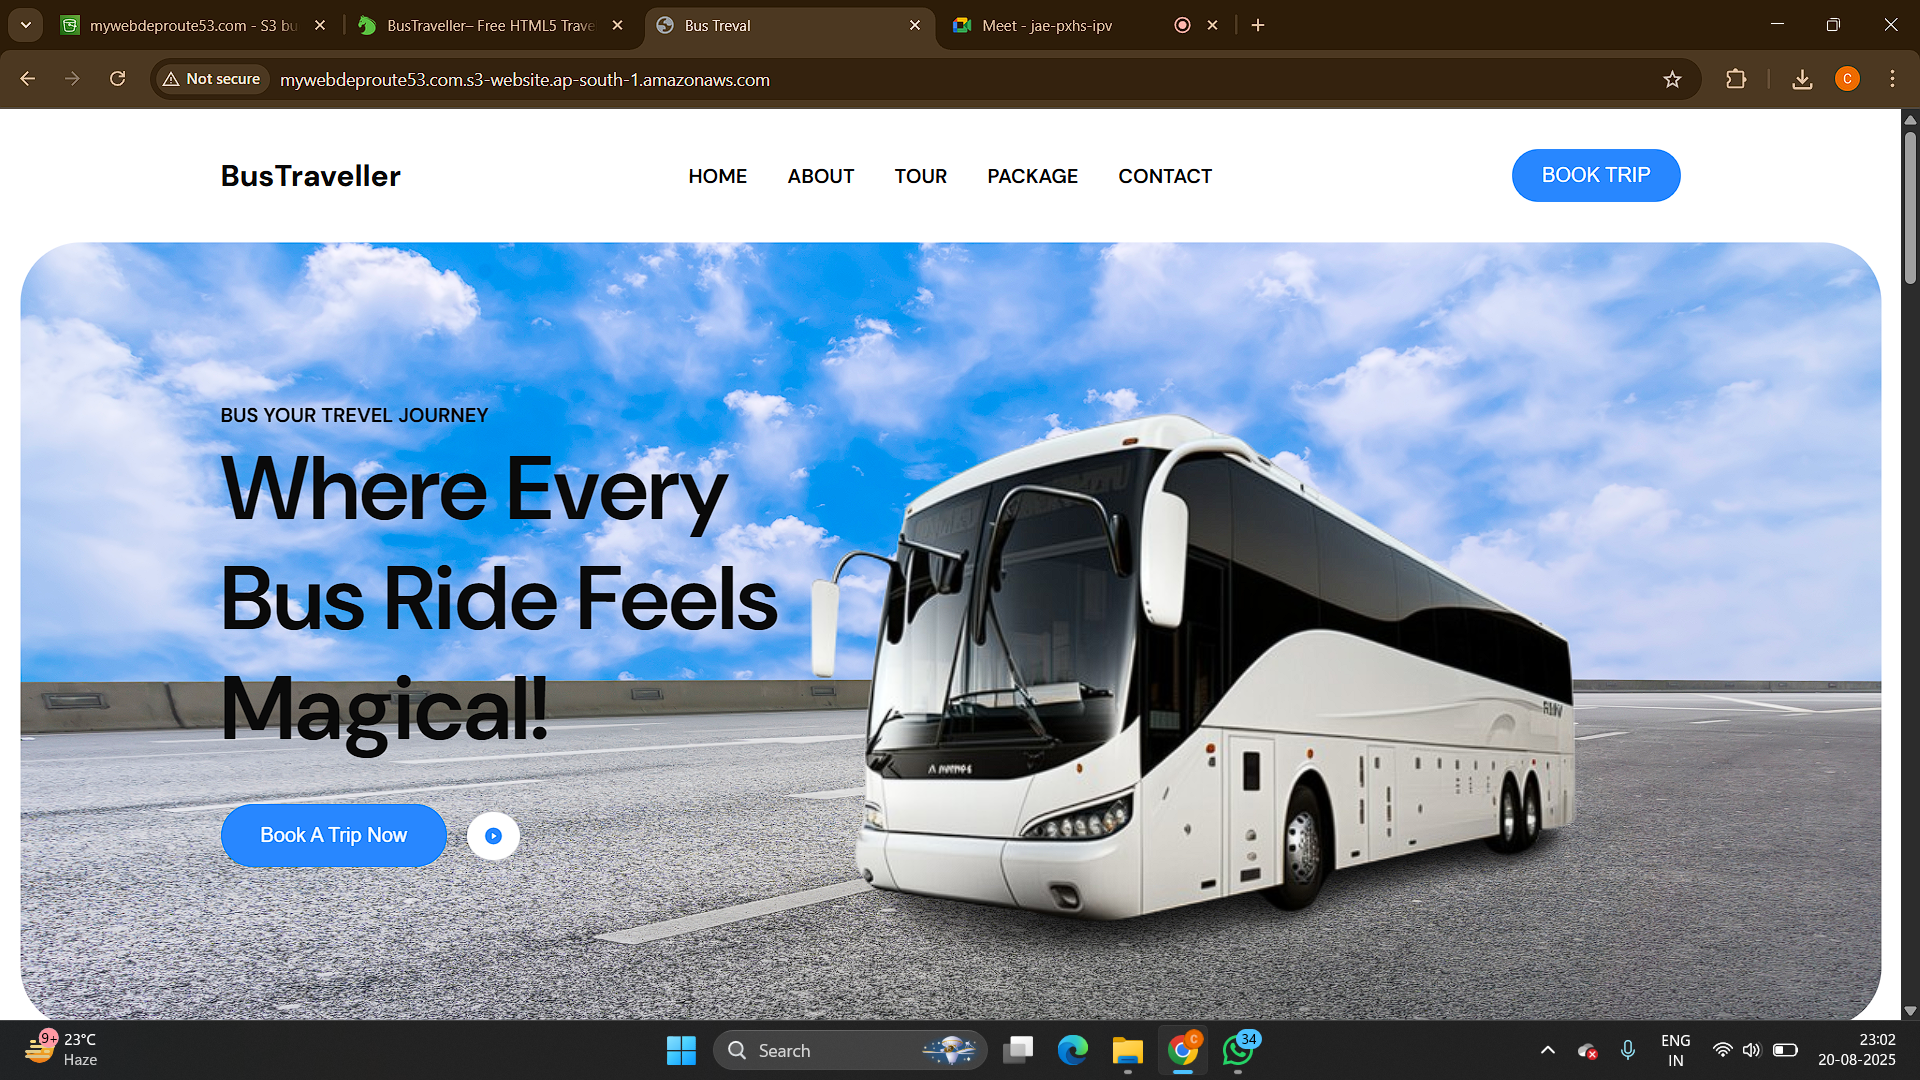 mywebdeproute53.com - S3 bu
BusTraveller– Free HTML5 Trave
Bus Treval
Meet - jae-pxhs-ipv
Not secure
mywebdeproute53.com.s3-website.ap-south-1.amazonaws.com
C
BusTraveller
HOME
ABOUT
TOUR
PACKAGE
CONTACT
BOOK TRIP
BUS YOUR TREVEL JOURNEY
Where Every
Bus Ride Feels
Magical!
Book A Trip Now
9+
23°C
Haze
Search
C
34
ENG
IN
23:02
20-08-2025